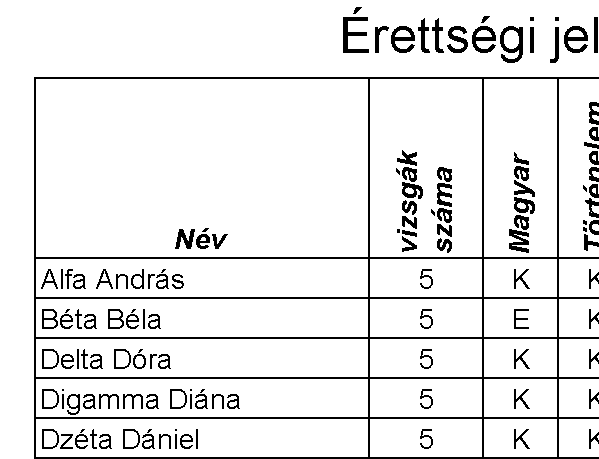 Érettségi jel
Név vizsgák száma Magyar Történelem
Alfa András 5 K K
Béta Béla 5 E K
Delta Dóra 5 K K
Digamma Diána 5 K K
Dzéta Dániel 5 K K